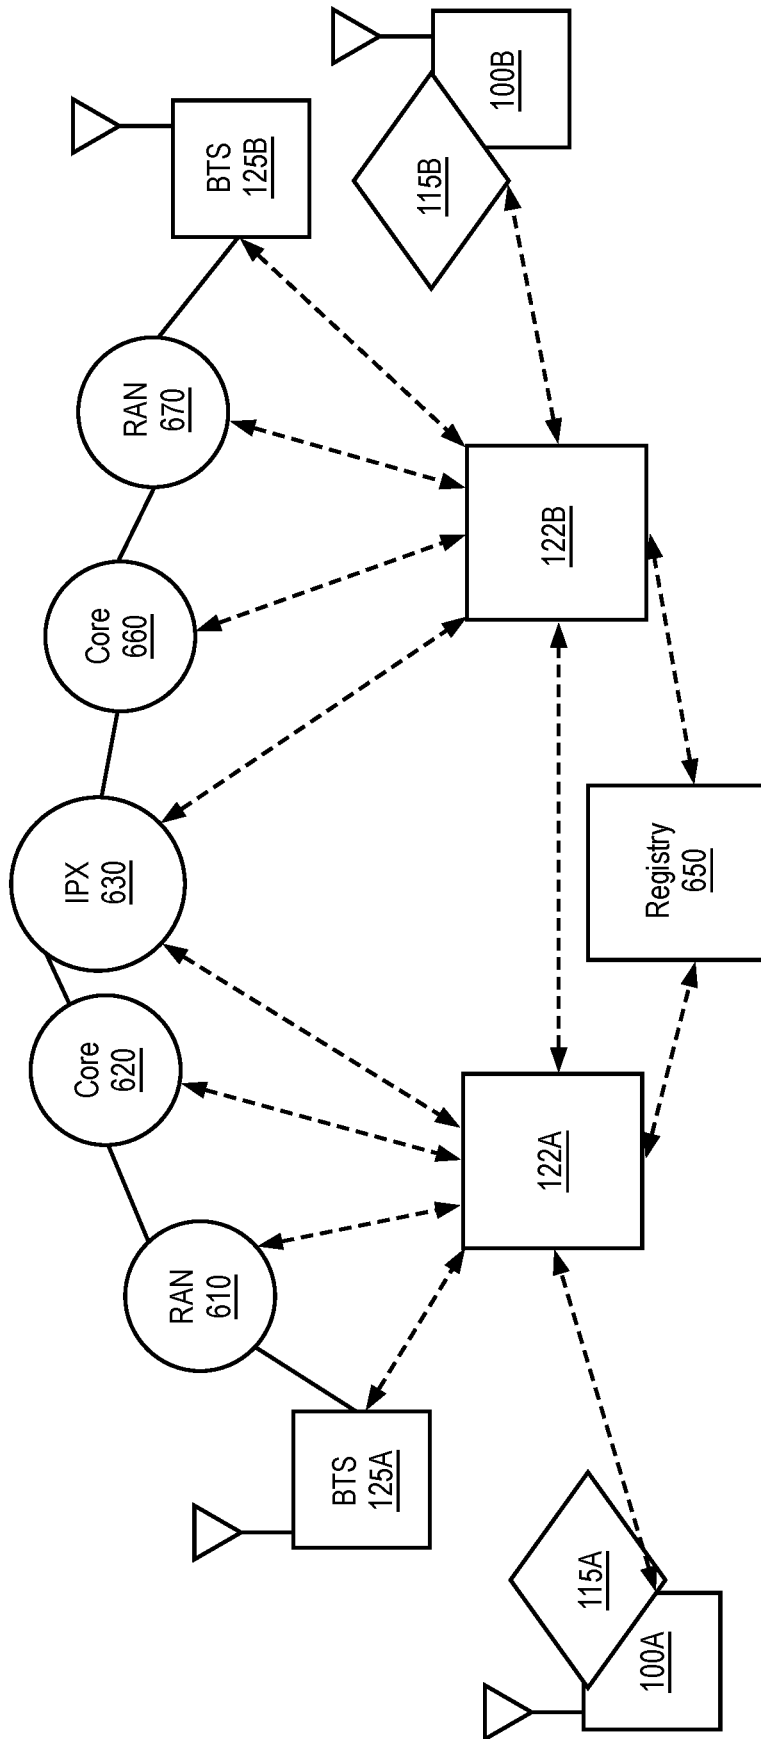 IPX
630
Core
620
Core
660
RAN
610
RAN
670
BTS
125A
BTS
125B
122A
122B
115A
100A
115B
100B
Registry
650